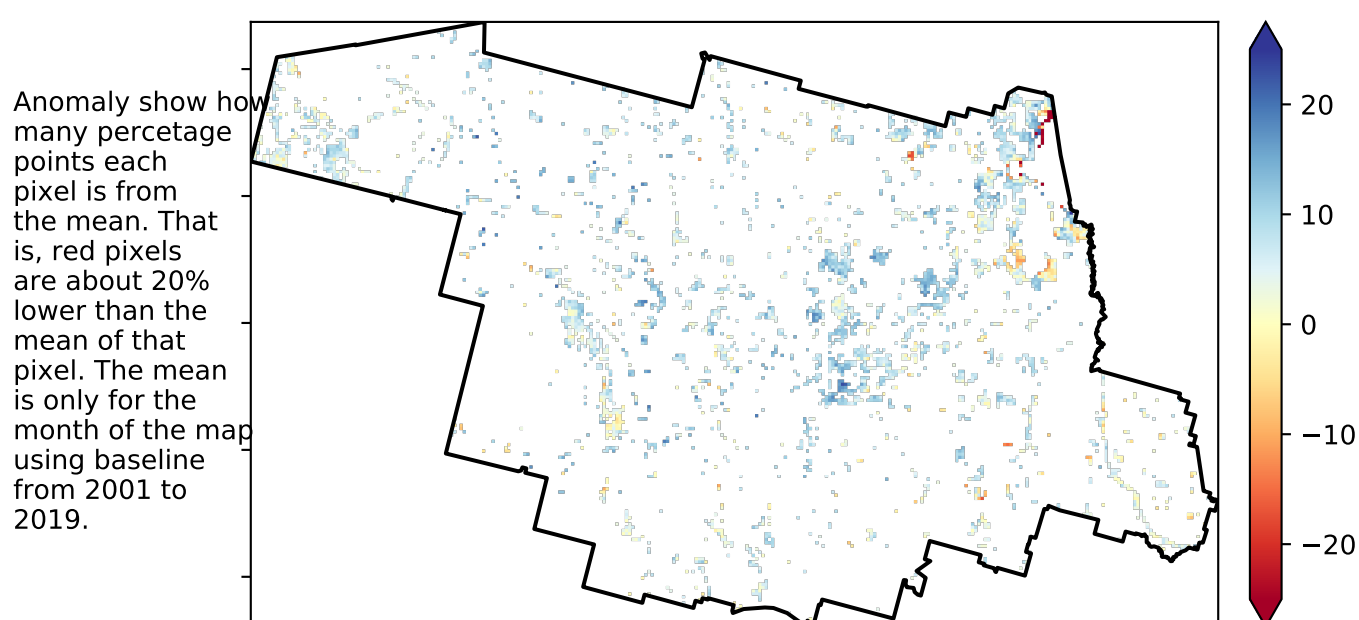 Anomaly show how
many percetage
points each
pixel is from
the mean. That
is, red pixels
are about 20%
lower than the
mean of that
pixel. The mean
is only for the
month of the map
using baseline
from 2001 to
2019.
20
10
0
−10
−20